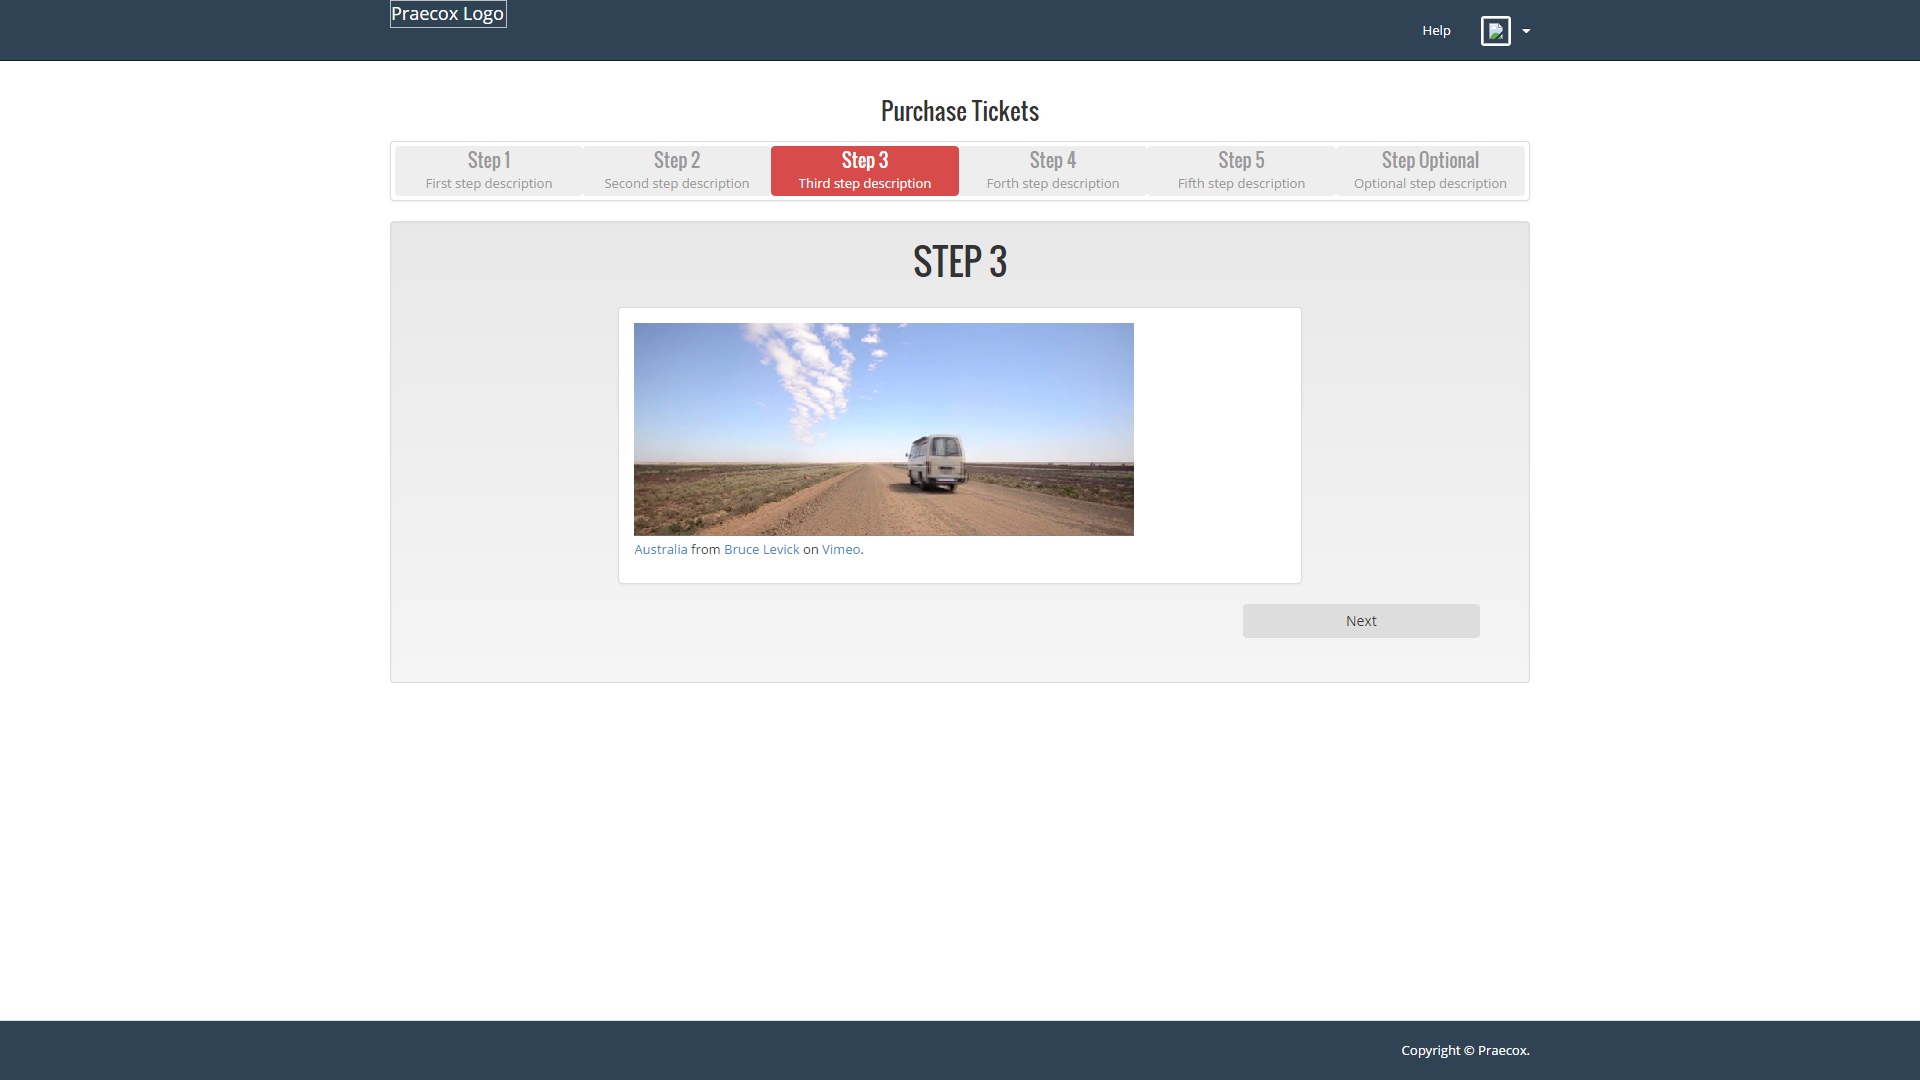 Praecox Logo
Help
Purchase Tickets
Step 1
First step description
Step 2
Second step description
Step 3
Third step description
Step 4
Forth step description
Step 5
Fifth step description
Step Optional
Optional step description
STEP 3
Australia from Bruce Levick on Vimeo.
Next
Copyright © Praecox.